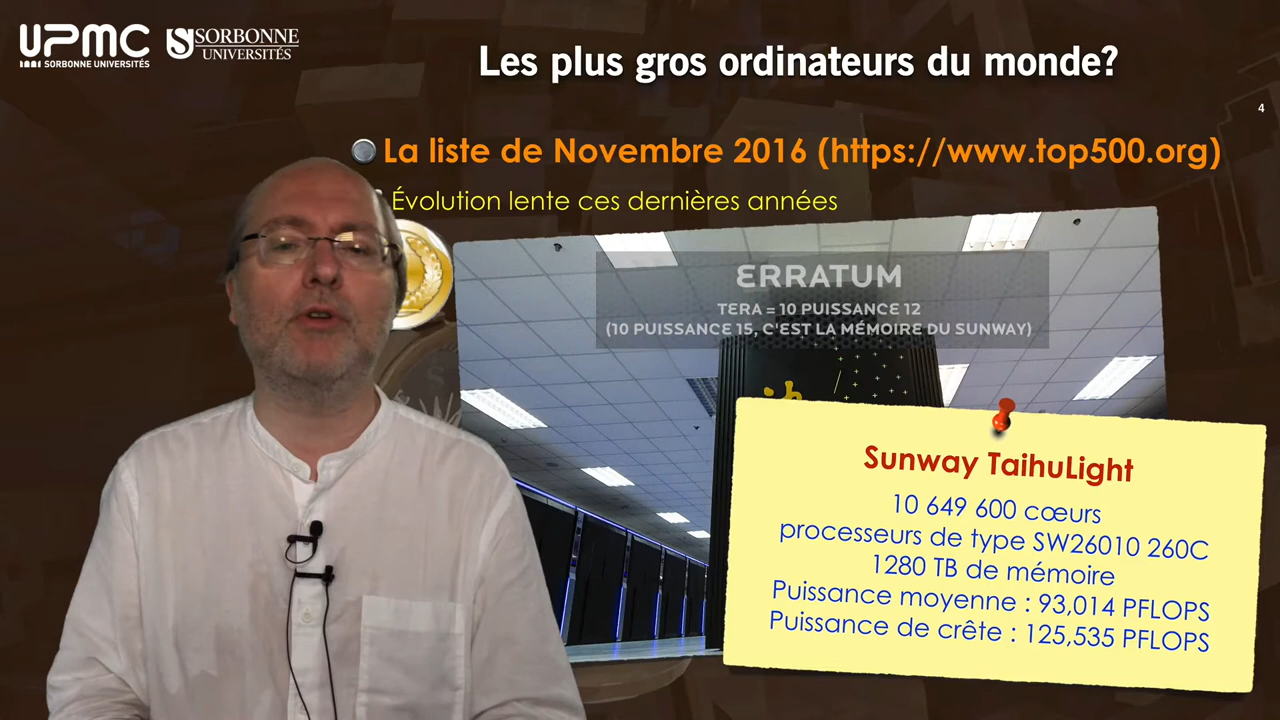 UPMC
SORBONNE UNIVERSITÉS
SORBONNE
UNIVERSITÉS
Les plus gros ordinateurs du monde?
4
La liste de Novembre 2016 (https://www.top500.org)
Évolution lente ces dernières années
ERRATUM
TERA = 10 PUISSANCE 12
(10 PUISSANCE 15, C'EST LA MÉMOIRE DU SUNWAY)
Sunway TaihuLight
10 649 600 cœurs
processeurs de type SW26010 260C
1280 TB de mémoire
Puissance moyenne : 93,014 PFLOPS
Puissance de crête : 125,535 PFLOPS